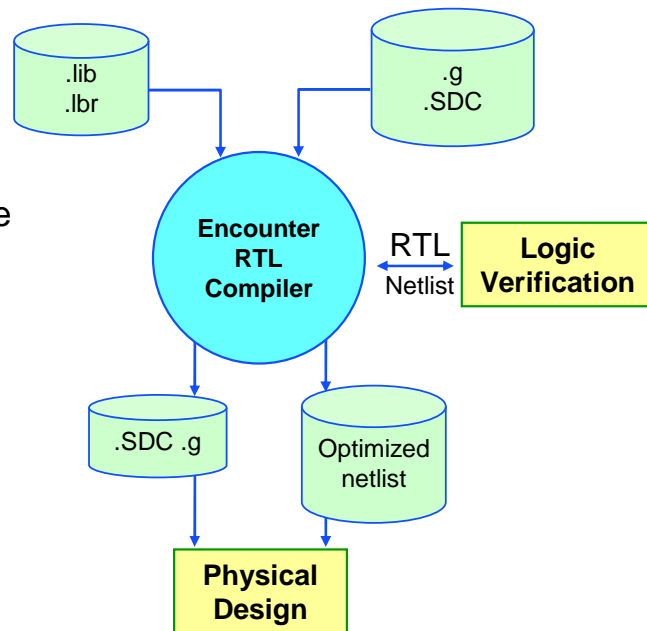 .lib
.lbr
.g
.SDC
e
Encounter
RTL
Compiler
RTL
Netlist
Logic
Verification
.SDC .g
Optimized
netlist
Physical
Design